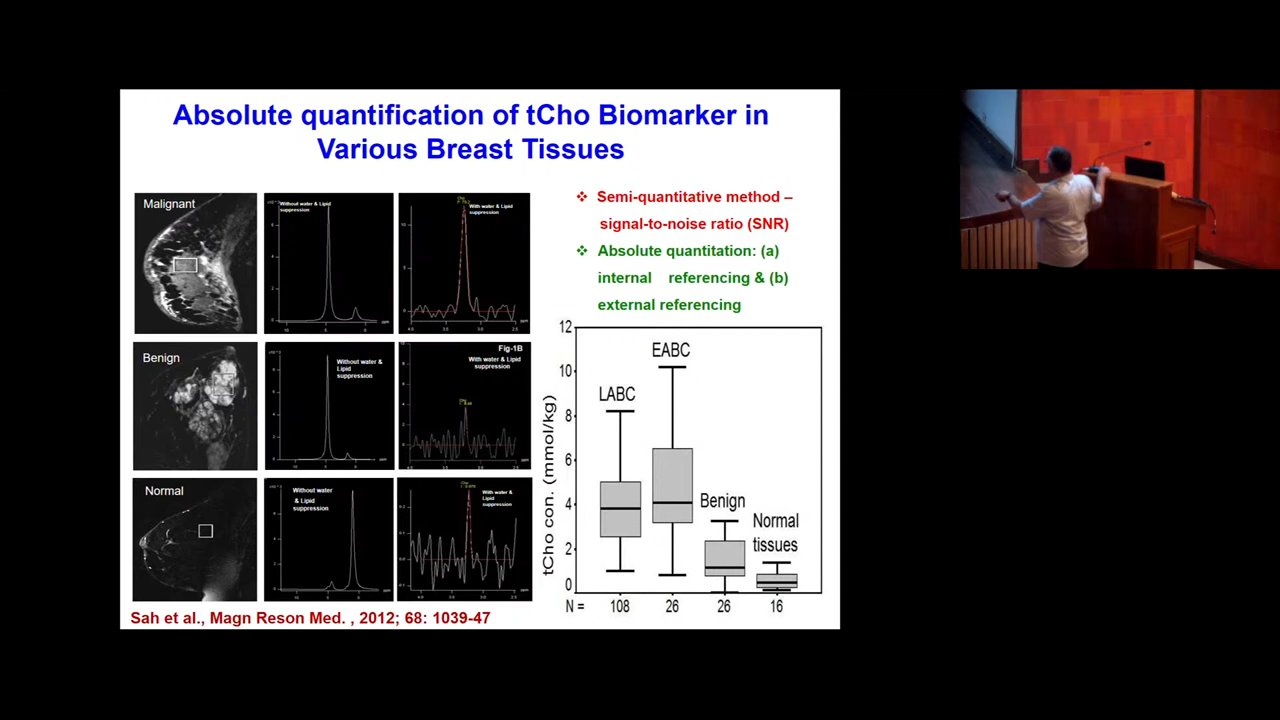 Absolute quantification of tCho Biomarker in
Various Breast Tissues
Malignant
Without water & Lipid
suppression
With water & Lipid
suppression
Benign
Without water &
Lipid
suppression
Fig-1B
With water & Lipid
suppression
Normal
Without water
& Lipid
suppression
With water &
Lipid
suppression
Sah et al., Magn Reson Med. , 2012; 68: 1039-47
❖ Semi-quantitative method –
signal-to-noise ratio (SNR)
❖ Absolute quantitation: (a)
internal referencing & (b)
external referencing
tCho con. (mmol/kg)
12
10
8
6
4
2
0
LABC
EABC
Benign
Normal
tissues
N = 108 26 26 16